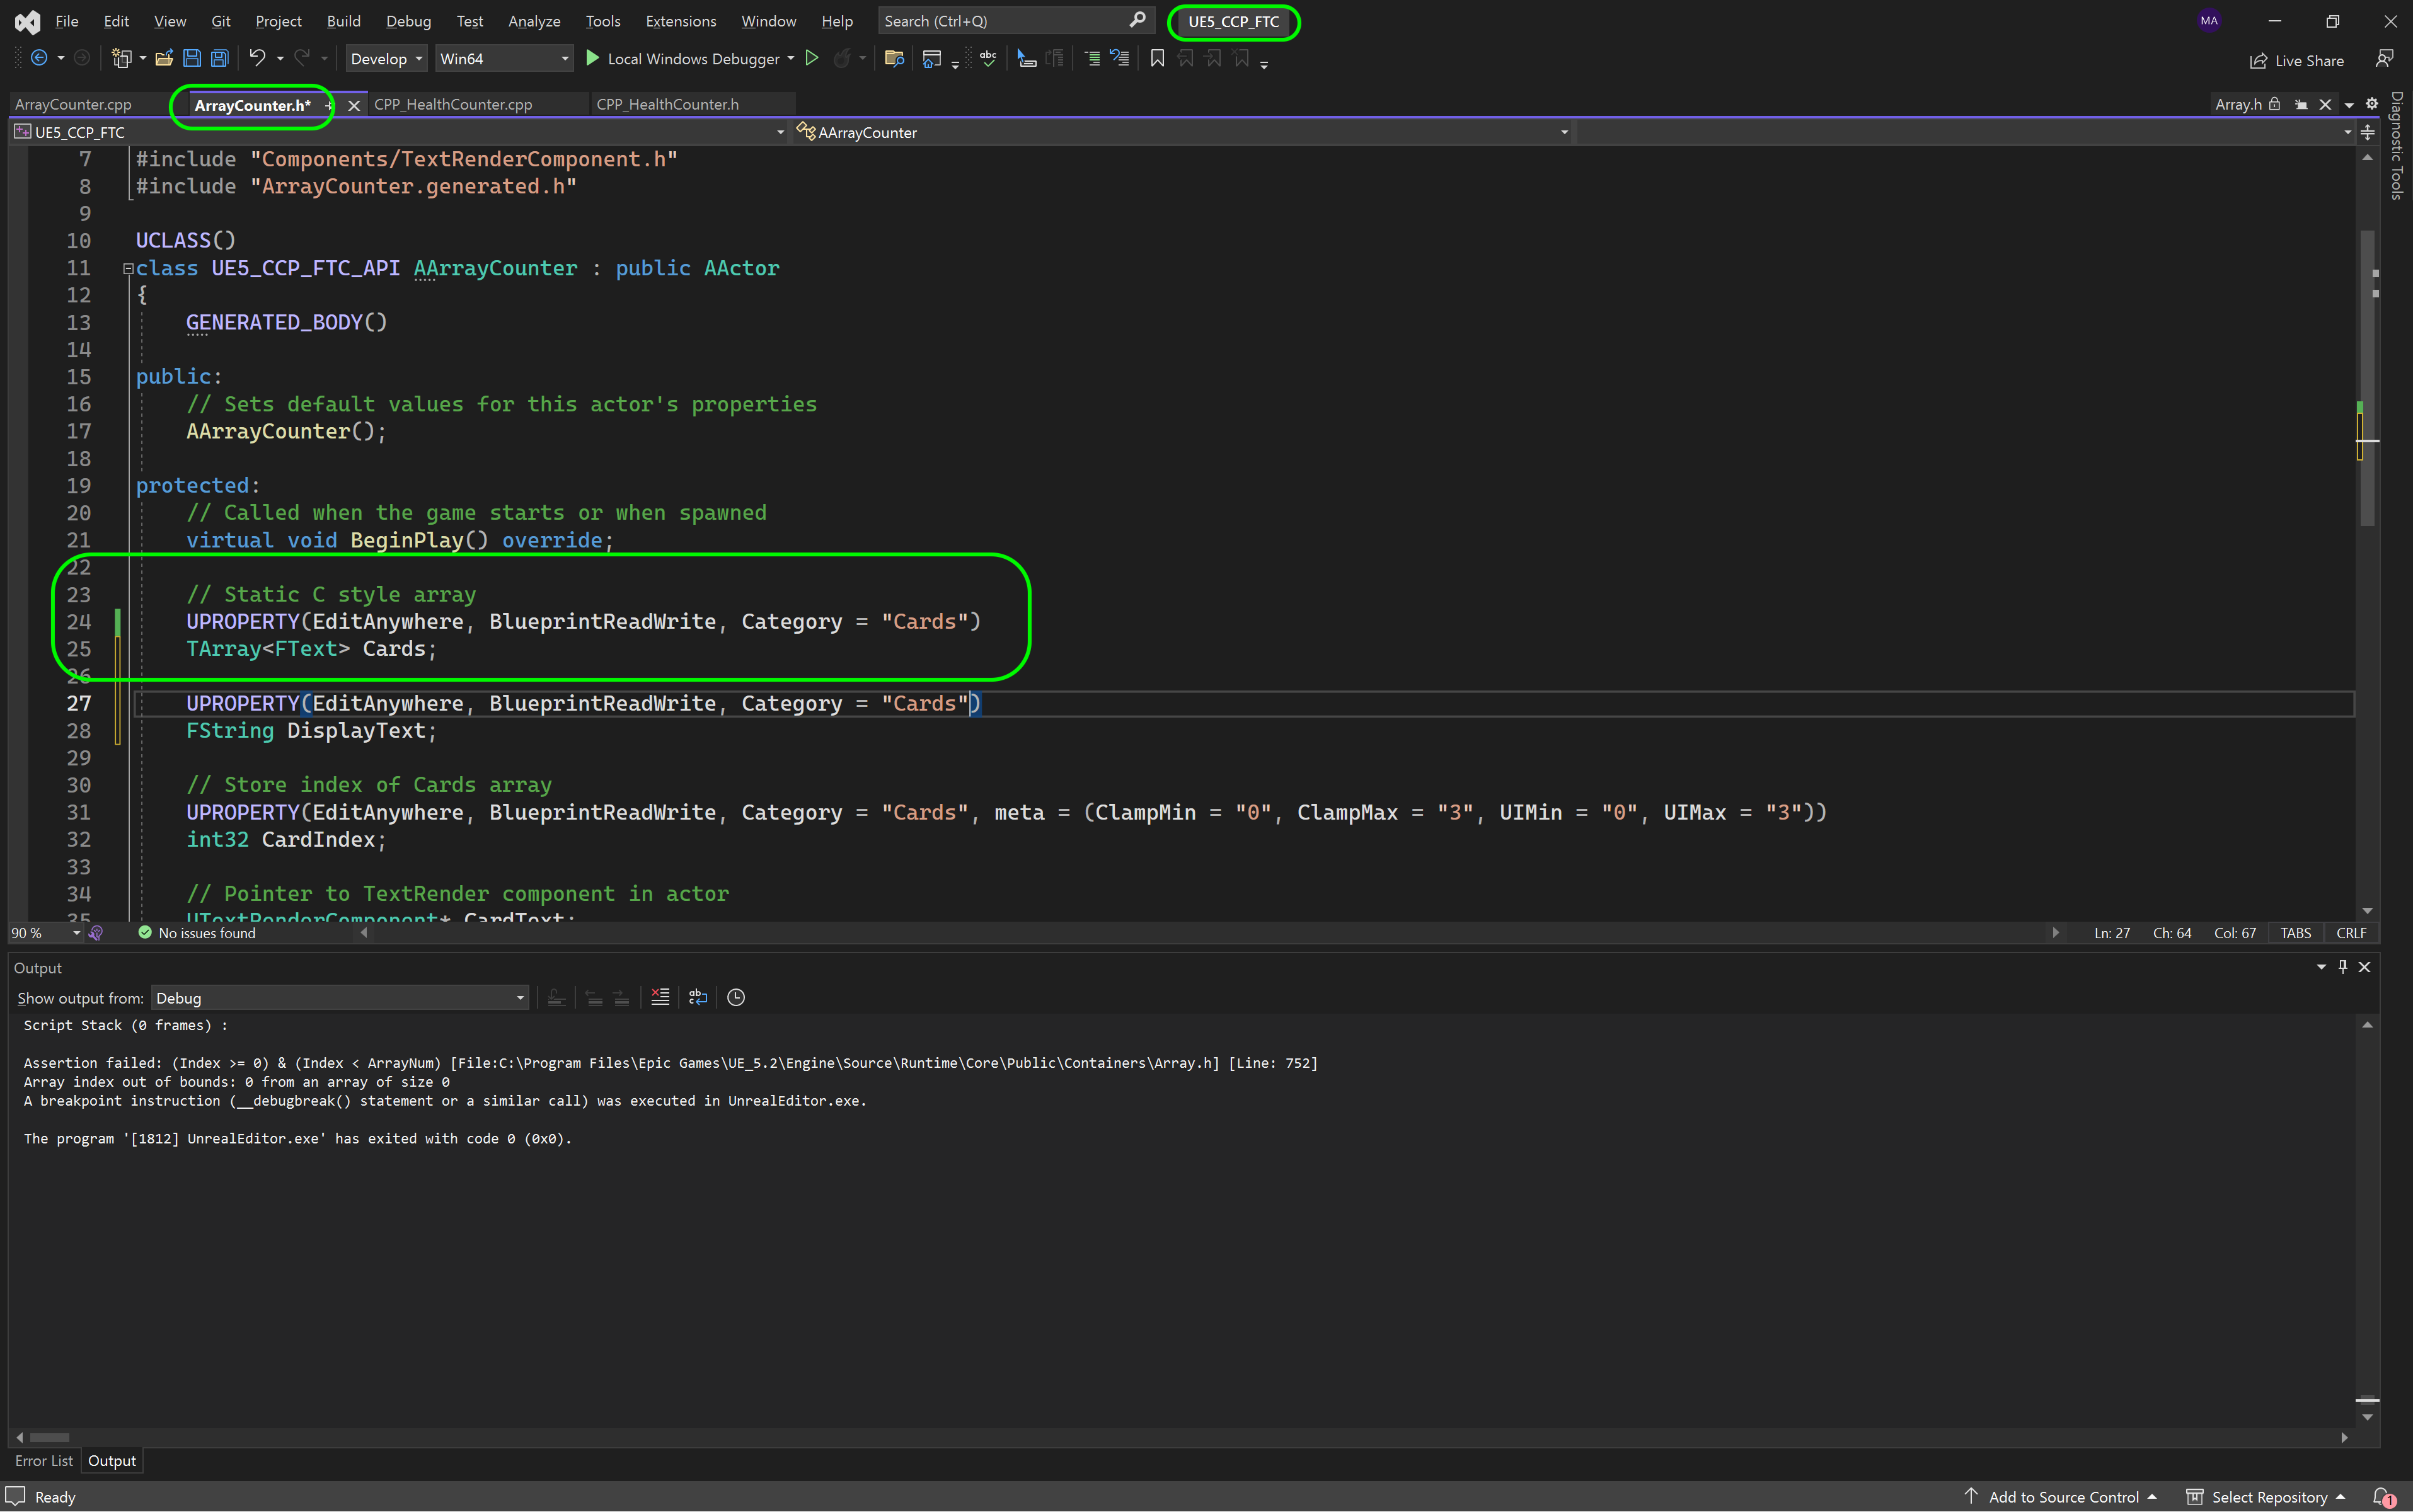 File Edit View Git Project Build Debug Test Analyze Tools Extensions Window Help Search (Ctrl+Q) UE5_CCP_FTC MA
Develop Win64 Local Windows Debugger Live Share
ArrayCounter.cpp ArrayCounter.h* CPP_HealthCounter.cpp CPP_HealthCounter.h Array.h
UE5_CCP_FTC AArrayCounter
Diagnostic Tools
7 #include "Components/TextRenderComponent.h"
8 #include "ArrayCounter.generated.h"
9
10 UCLASS()
11 class UE5_CCP_FTC_API AArrayCounter : public AActor
12 {
13 GENERATED_BODY()
14
15 public:
16 // Sets default values for this actor's properties
17 AArrayCounter();
18
19 protected:
20 // Called when the game starts or when spawned
21 virtual void BeginPlay() override;
22
23 // Static C style array
24 UPROPERTY(EditAnywhere, BlueprintReadWrite, Category = "Cards")
25 TArray<FText> Cards;
26
27 UPROPERTY(EditAnywhere, BlueprintReadWrite, Category = "Cards")
28 FString DisplayText;
29
30 // Store index of Cards array
31 UPROPERTY(EditAnywhere, BlueprintReadWrite, Category = "Cards", meta = (ClampMin = "0", ClampMax = "3", UIMin = "0", UIMax = "3"))
32 int32 CardIndex;
33
34 // Pointer to TextRender component in actor
35 UTextRenderComponent* CardText;
90 % No issues found Ln: 27 Ch: 64 Col: 67 TABS CRLF
Output
Show output from: Debug
Script Stack (0 frames) :
Assertion failed: (Index >= 0) & (Index < ArrayNum) [File:C:\Program Files\Epic Games\UE_5.2\Engine\Source\Runtime\Core\Public\Containers\Array.h] [Line: 752]
Array index out of bounds: 0 from an array of size 0
A breakpoint instruction (__debugbreak() statement or a similar call) was executed in UnrealEditor.exe.
The program '[1812] UnrealEditor.exe' has exited with code 0 (0x0).
Error List Output
Ready Add to Source Control Select Repository 1